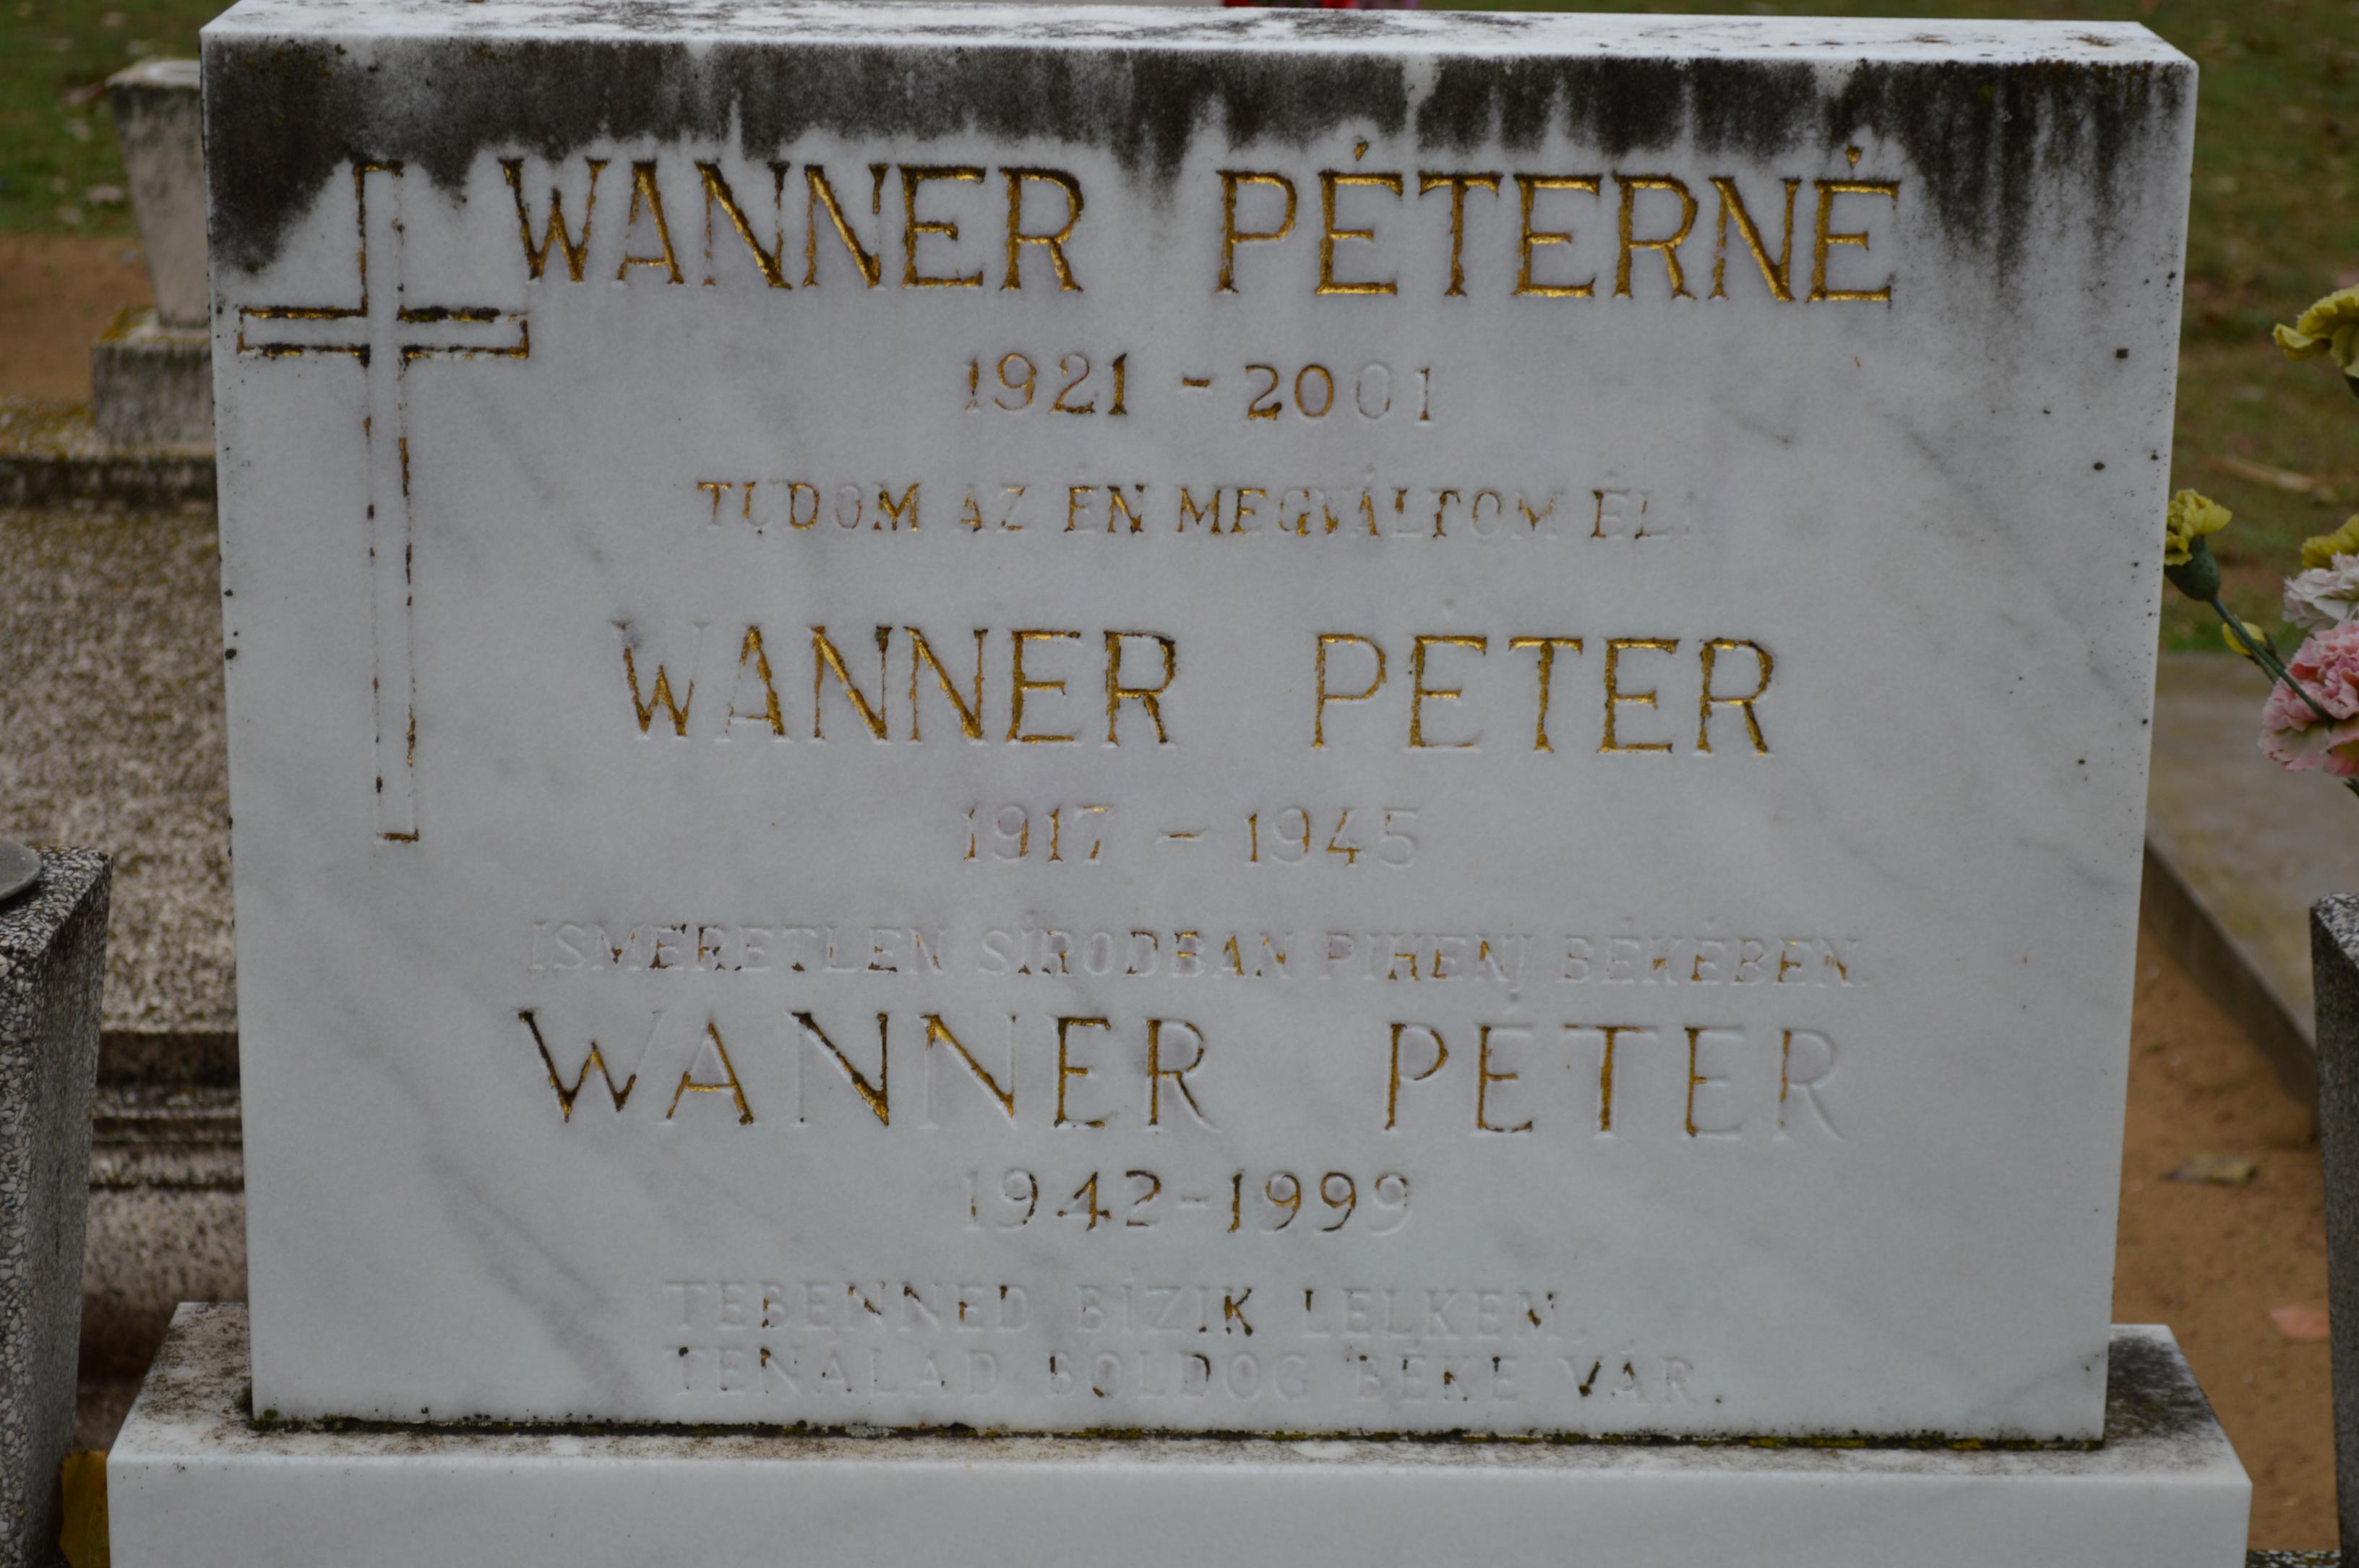 WANNER PÉTERNÉ
1921 - 2001
TUDOM AZ ÉN MEGVÁLTOM ÉL.
WANNER PÉTER
1917 - 1945
ISMERETLEN SÍRODBAN PIHENJ BÉKÉBEN.
WANNER PÉTER
1942-1999
TEBENNED BÍZIK LELKEM,
TENÁLAD BOLDOG BÉKE VÁR.